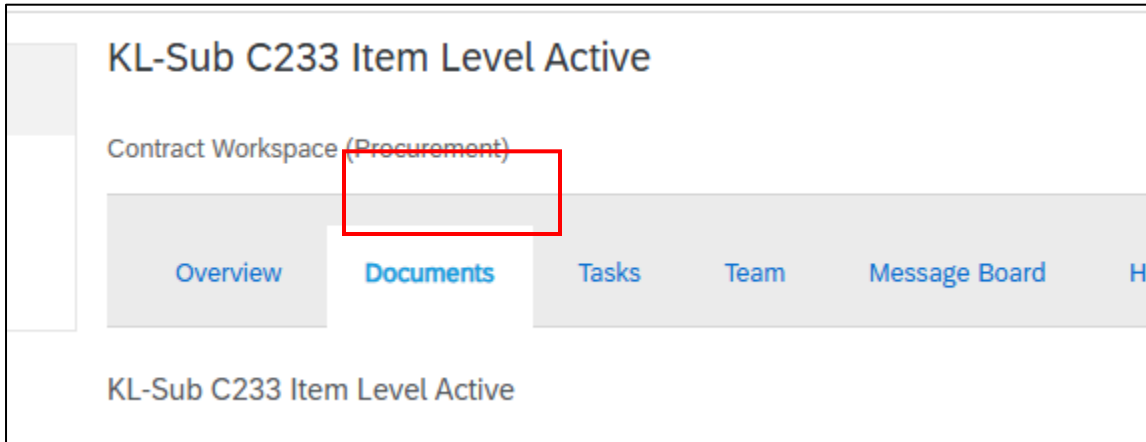 KL-Sub C233 Item Level Active
Contract Workspace (Procurement)
Overview Documents Tasks Team Message Board H
KL-Sub C233 Item Level Active